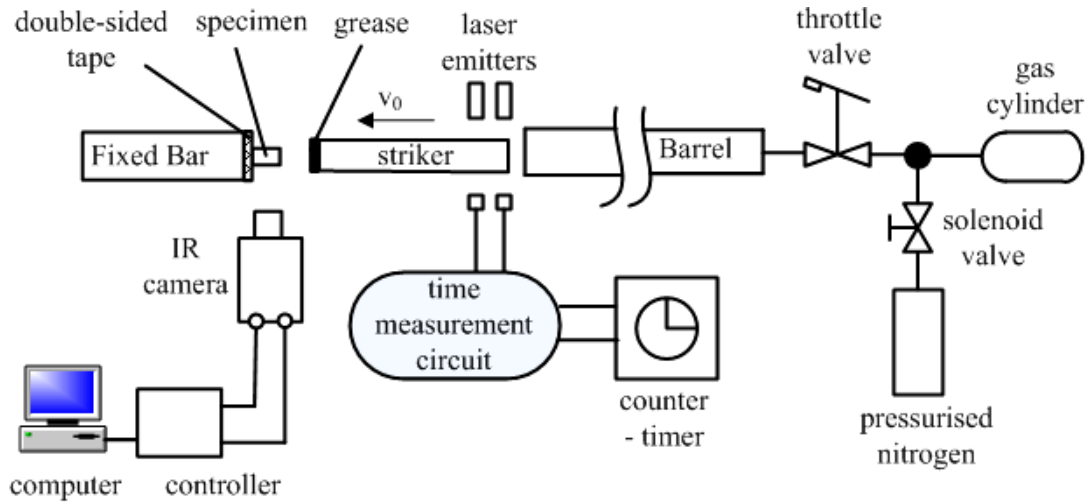 double-sided
tape
specimen
grease
laser
emitters
throttle
valve
gas
cylinder
v0
Fixed Bar
striker
Barrel
IR
camera
solenoid
valve
time
measurement
circuit
counter
- timer
pressurised
nitrogen
computer
controller